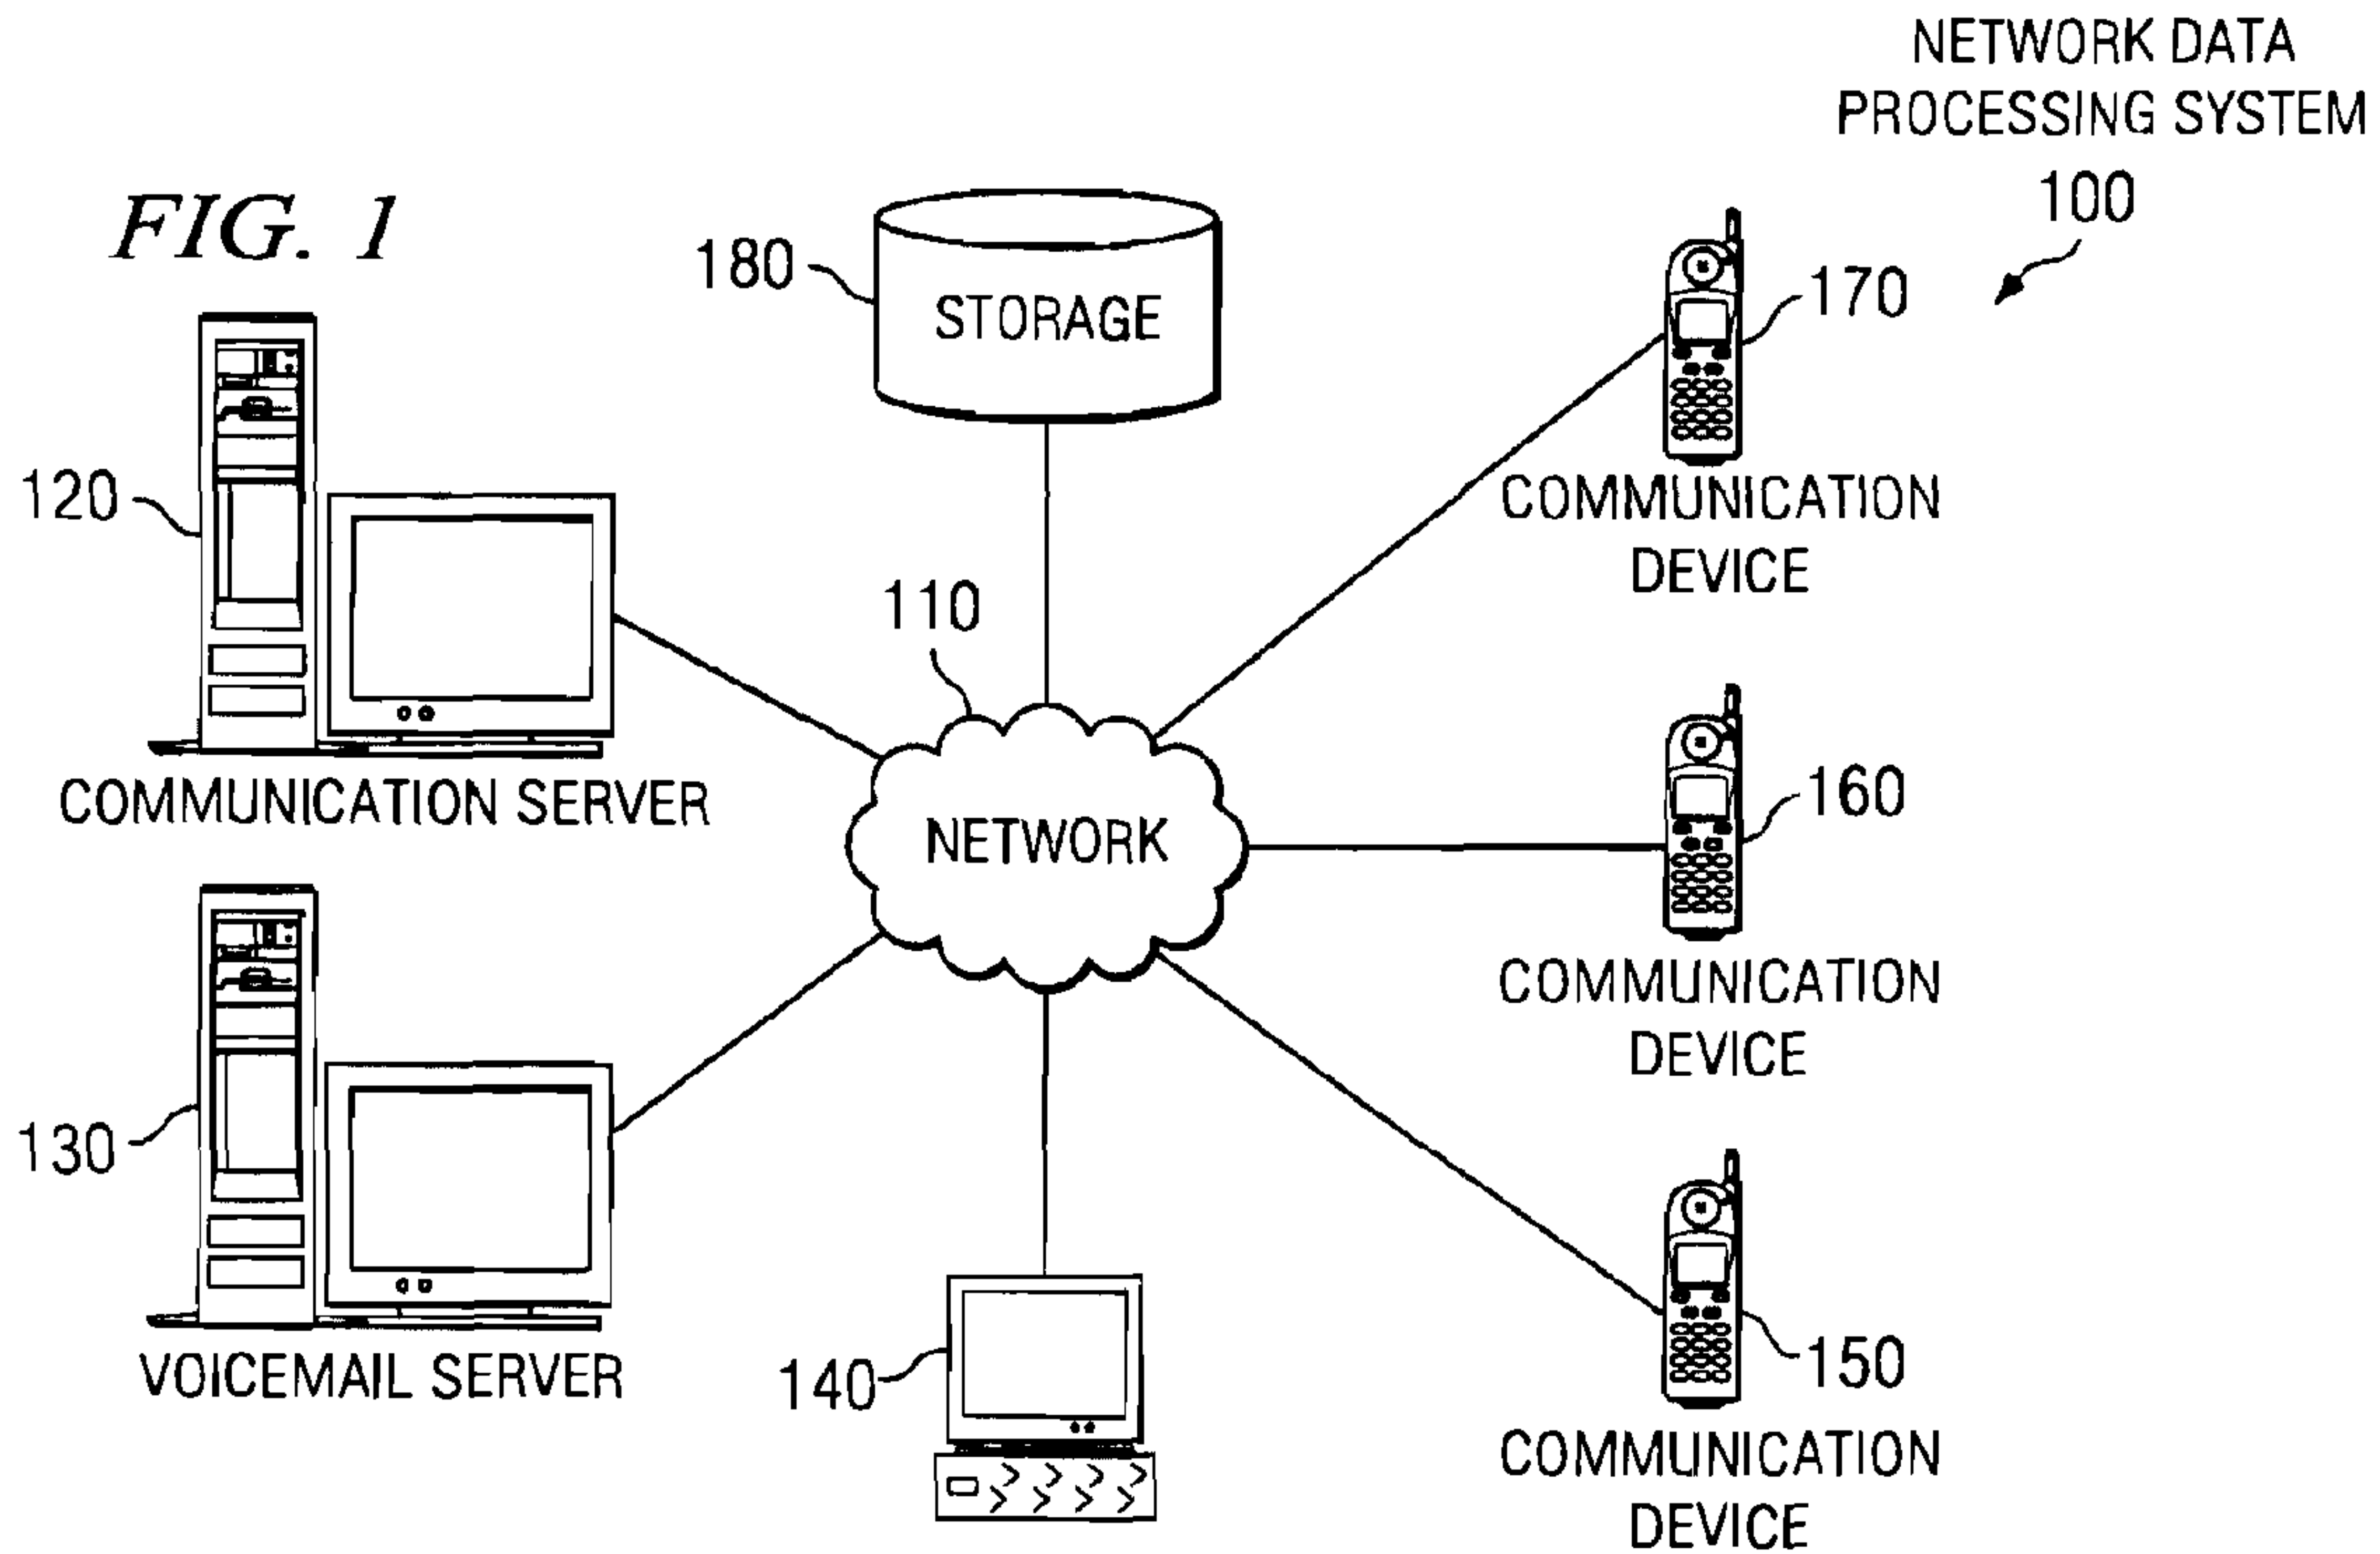 NETWORK DATA
PROCESSING SYSTEM
100
FIG. 1
180
STORAGE
170
COMMUNICATION
DEVICE
120
110
COMMUNICATION SERVER
NETWORK
160
COMMUNICATION
DEVICE
130
VOICEMAIL SERVER
140
150
COMMUNICATION
DEVICE